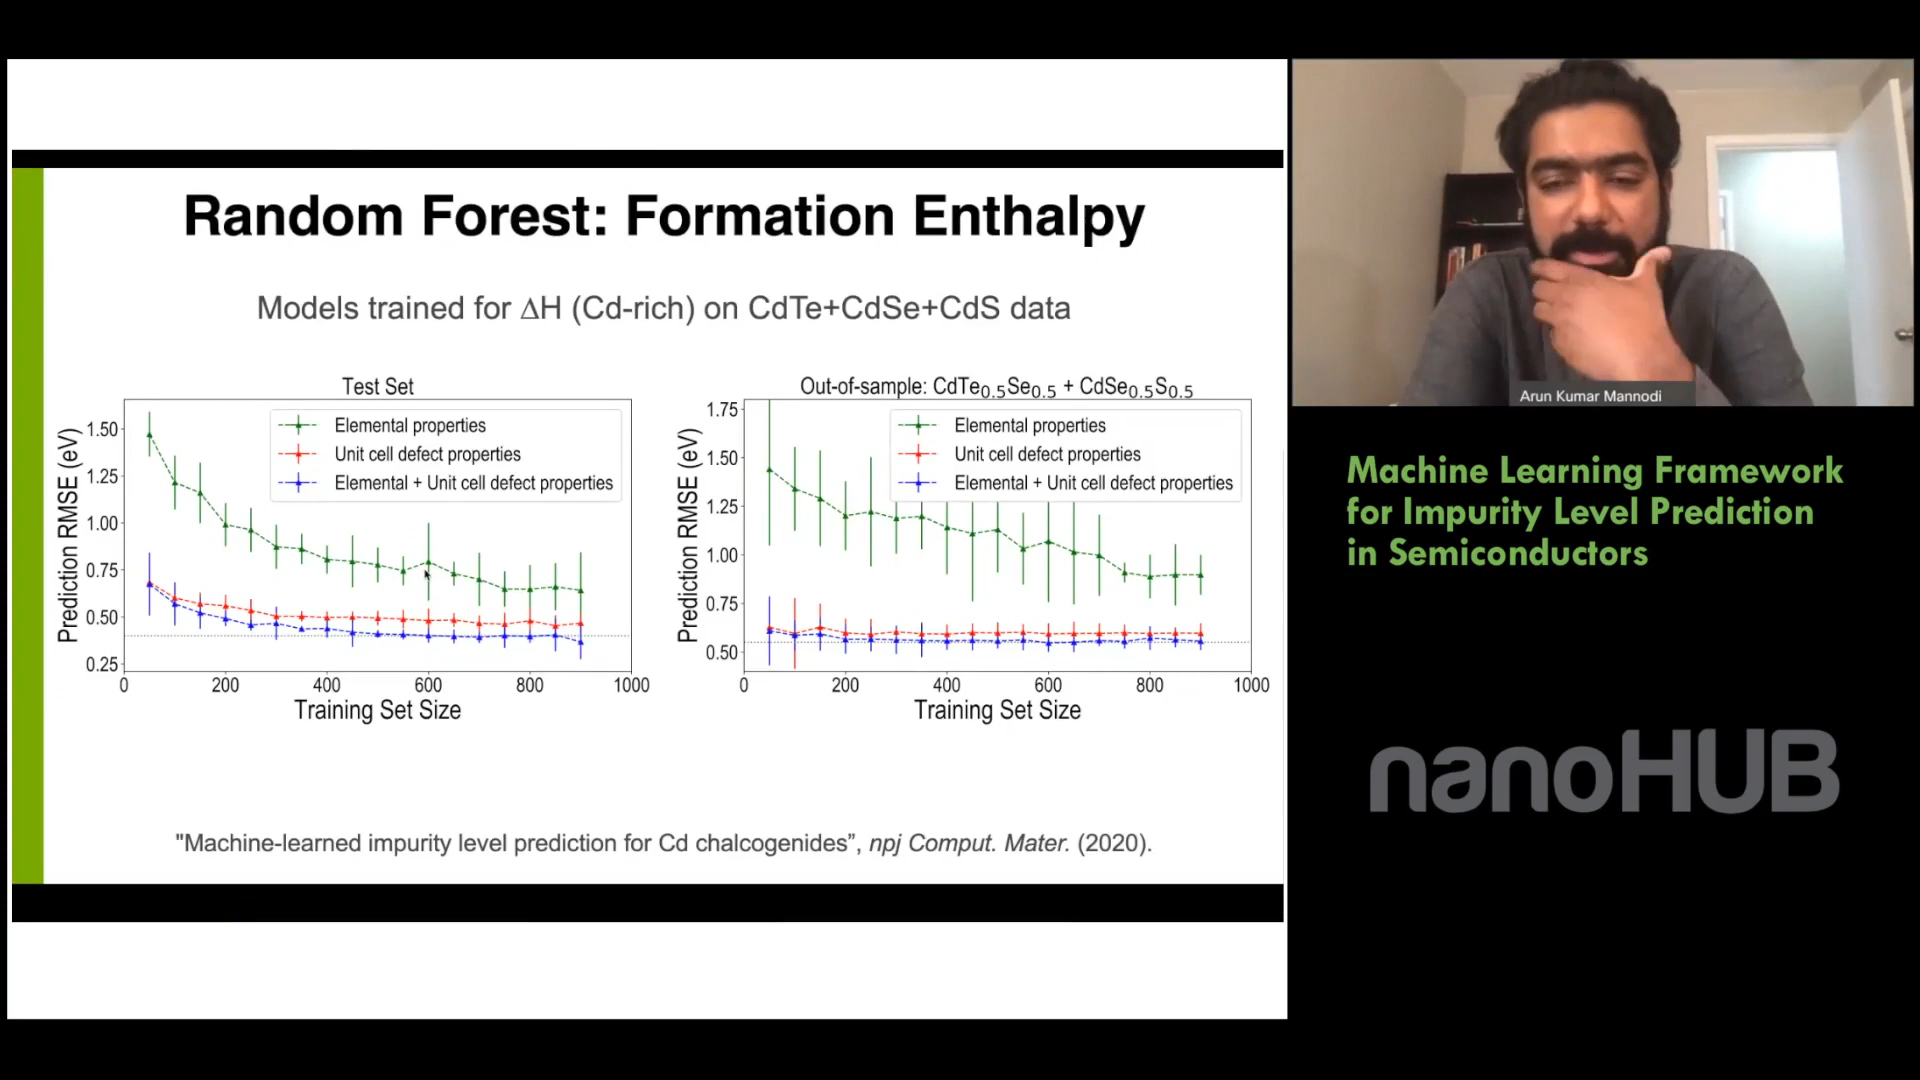 Random Forest: Formation Enthalpy
Models trained for ΔH (Cd-rich) on CdTe+CdSe+CdS data
Test Set
Prediction RMSE (eV)
1.50
1.25
1.00
0.75
0.50
0.25
0 200 400 600 800 1000
Training Set Size
Elemental properties
Unit cell defect properties
Elemental + Unit cell defect properties
Out-of-sample: CdTe0.5Se0.5 + CdSe0.5S0.5
Prediction RMSE (eV)
1.75
1.50
1.25
1.00
0.75
0.50
0 200 400 600 800 1000
Training Set Size
Elemental properties
Unit cell defect properties
Elemental + Unit cell defect properties
"Machine-learned impurity level prediction for Cd chalcogenides”, npj Comput. Mater. (2020).
Arun Kumar Mannodi
Machine Learning Framework
for Impurity Level Prediction
in Semiconductors
nanoHUB